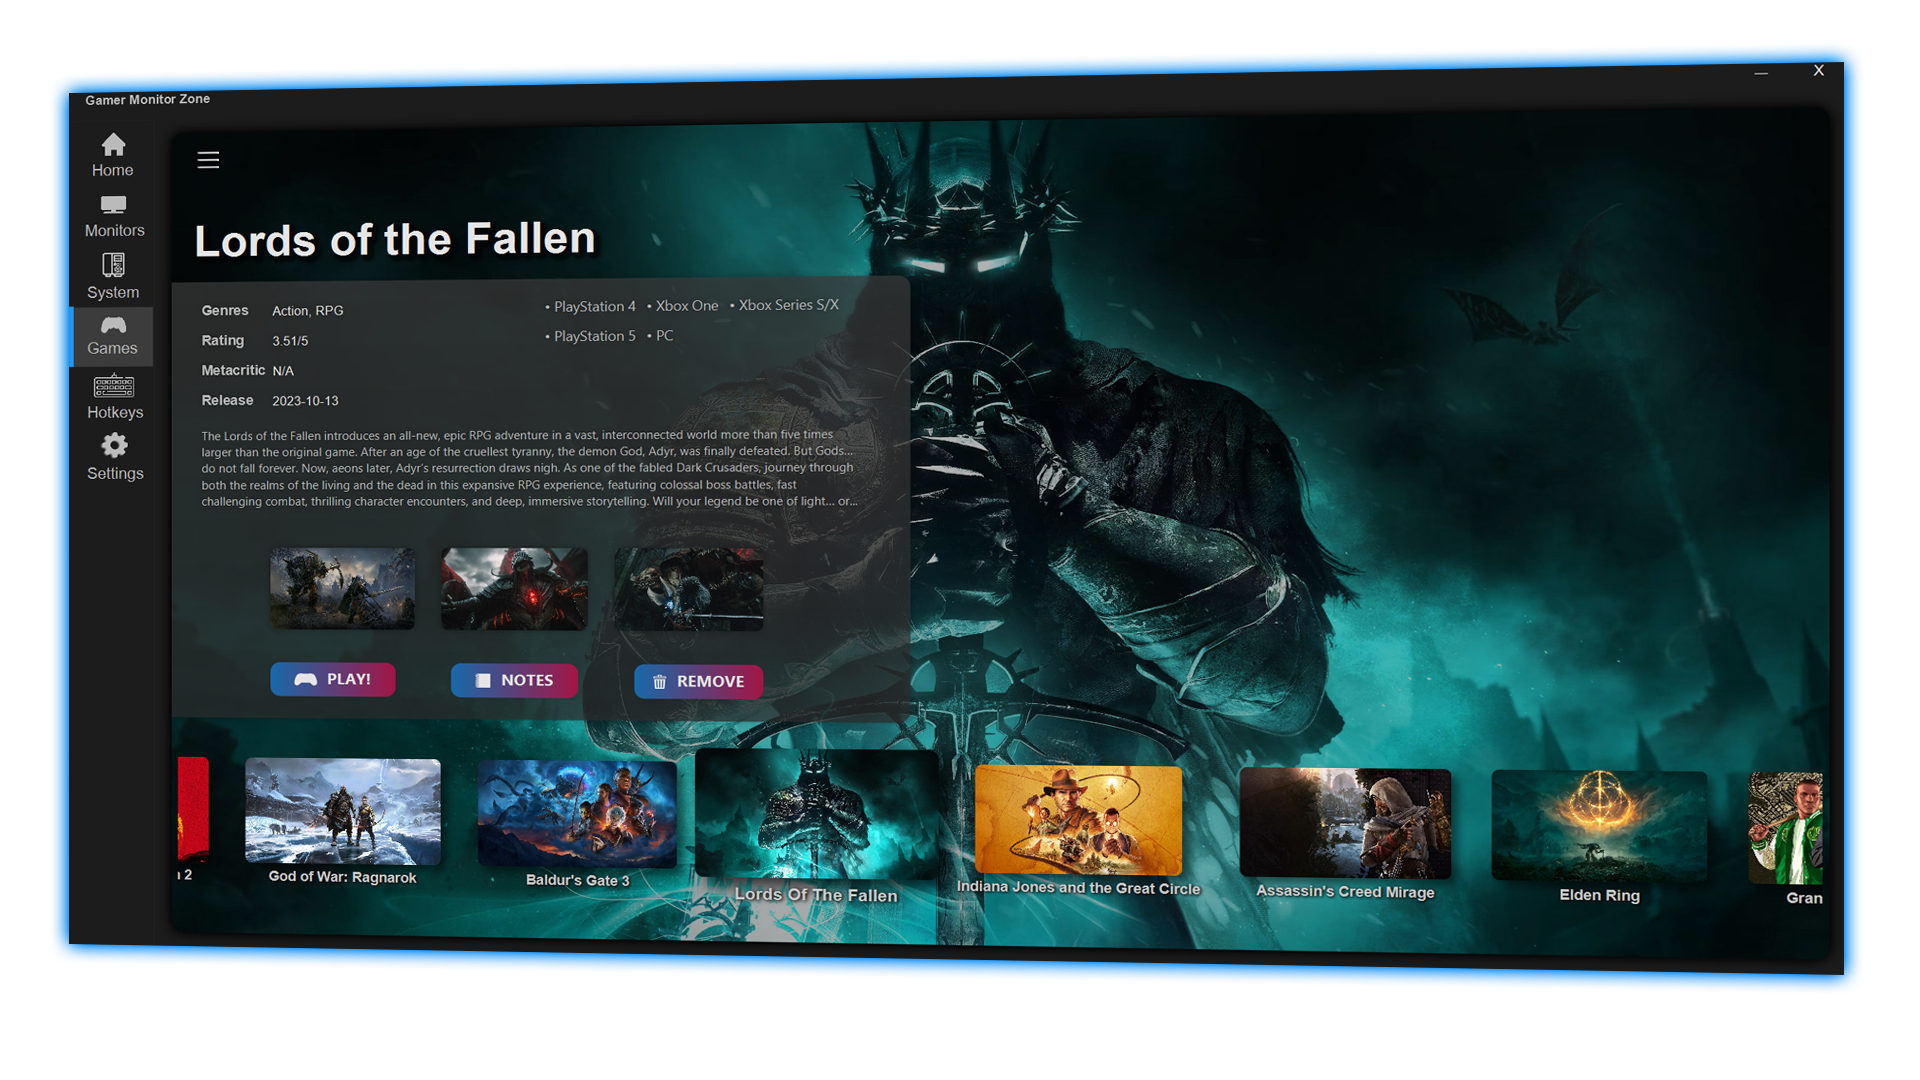 X
Gamer Monitor Zone
Home
Monitors
System
Games
Hotkeys
Settings
Lords of the Fallen
Genres Action, RPG
Rating 3.51/5
Metacritic N/A
Release 2023-10-13
• PlayStation 4 • Xbox One • Xbox Series S/X
• PlayStation 5 • PC
The Lords of the Fallen introduces an all-new, epic RPG adventure in a vast, interconnected world more than five times
larger than the original game. After an age of the cruellest tyranny, the demon God, Adyr, was finally defeated. But Gods...
do not fall forever. Now, aeons later, Adyr's resurrection draws nigh. As one of the fabled Dark Crusaders, journey through
both the realms of the living and the dead in this expansive RPG experience, featuring colossal boss battles, fast
challenging combat, thrilling character encounters, and deep, immersive storytelling. Will your legend be one of light... or...
PLAY!
NOTES
REMOVE
2
God of War: Ragnarok
Baldur's Gate 3
Lords Of The Fallen
Indiana Jones and the Great Circle
Assassin's Creed Mirage
Elden Ring
Gran